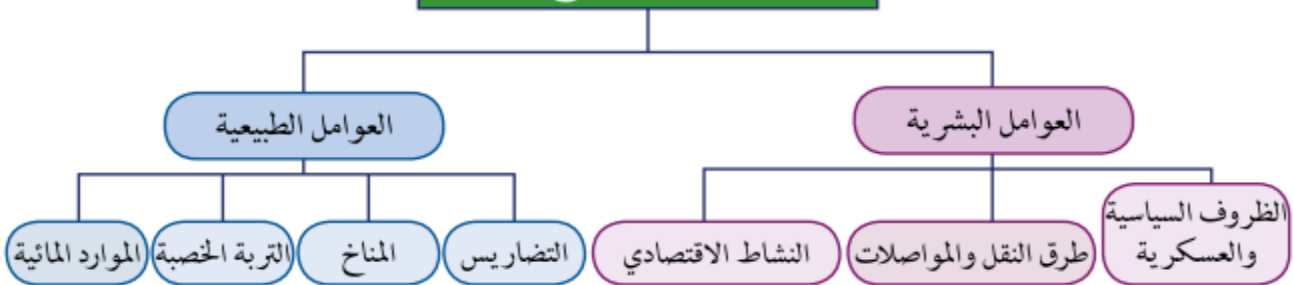 العوامل البشرية
العوامل الطبيعية
الظروف السياسية
والعسكرية
طرق النقل والمواصلات
النشاط الاقتصادي
التضاريس
المناخ
التربة الخصبة
الموارد المائية